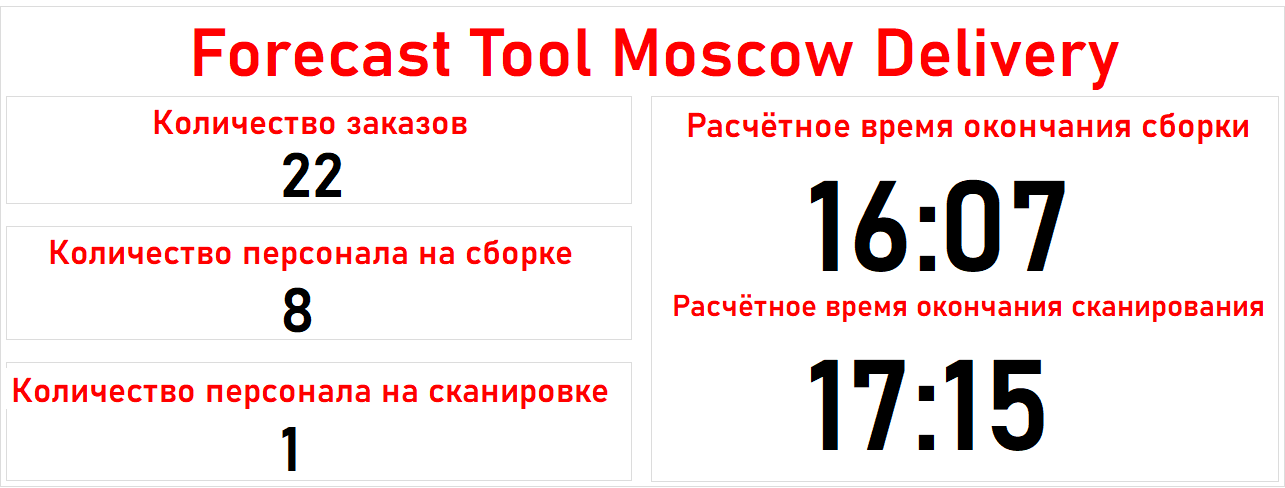 Forecast Tool Moscow Delivery
Количество заказов
22
Количество персонала на сборке
8
Количество персонала на сканировке
1
Расчётное время окончания сборки
16:07
Расчётное время окончания сканирования
17:15